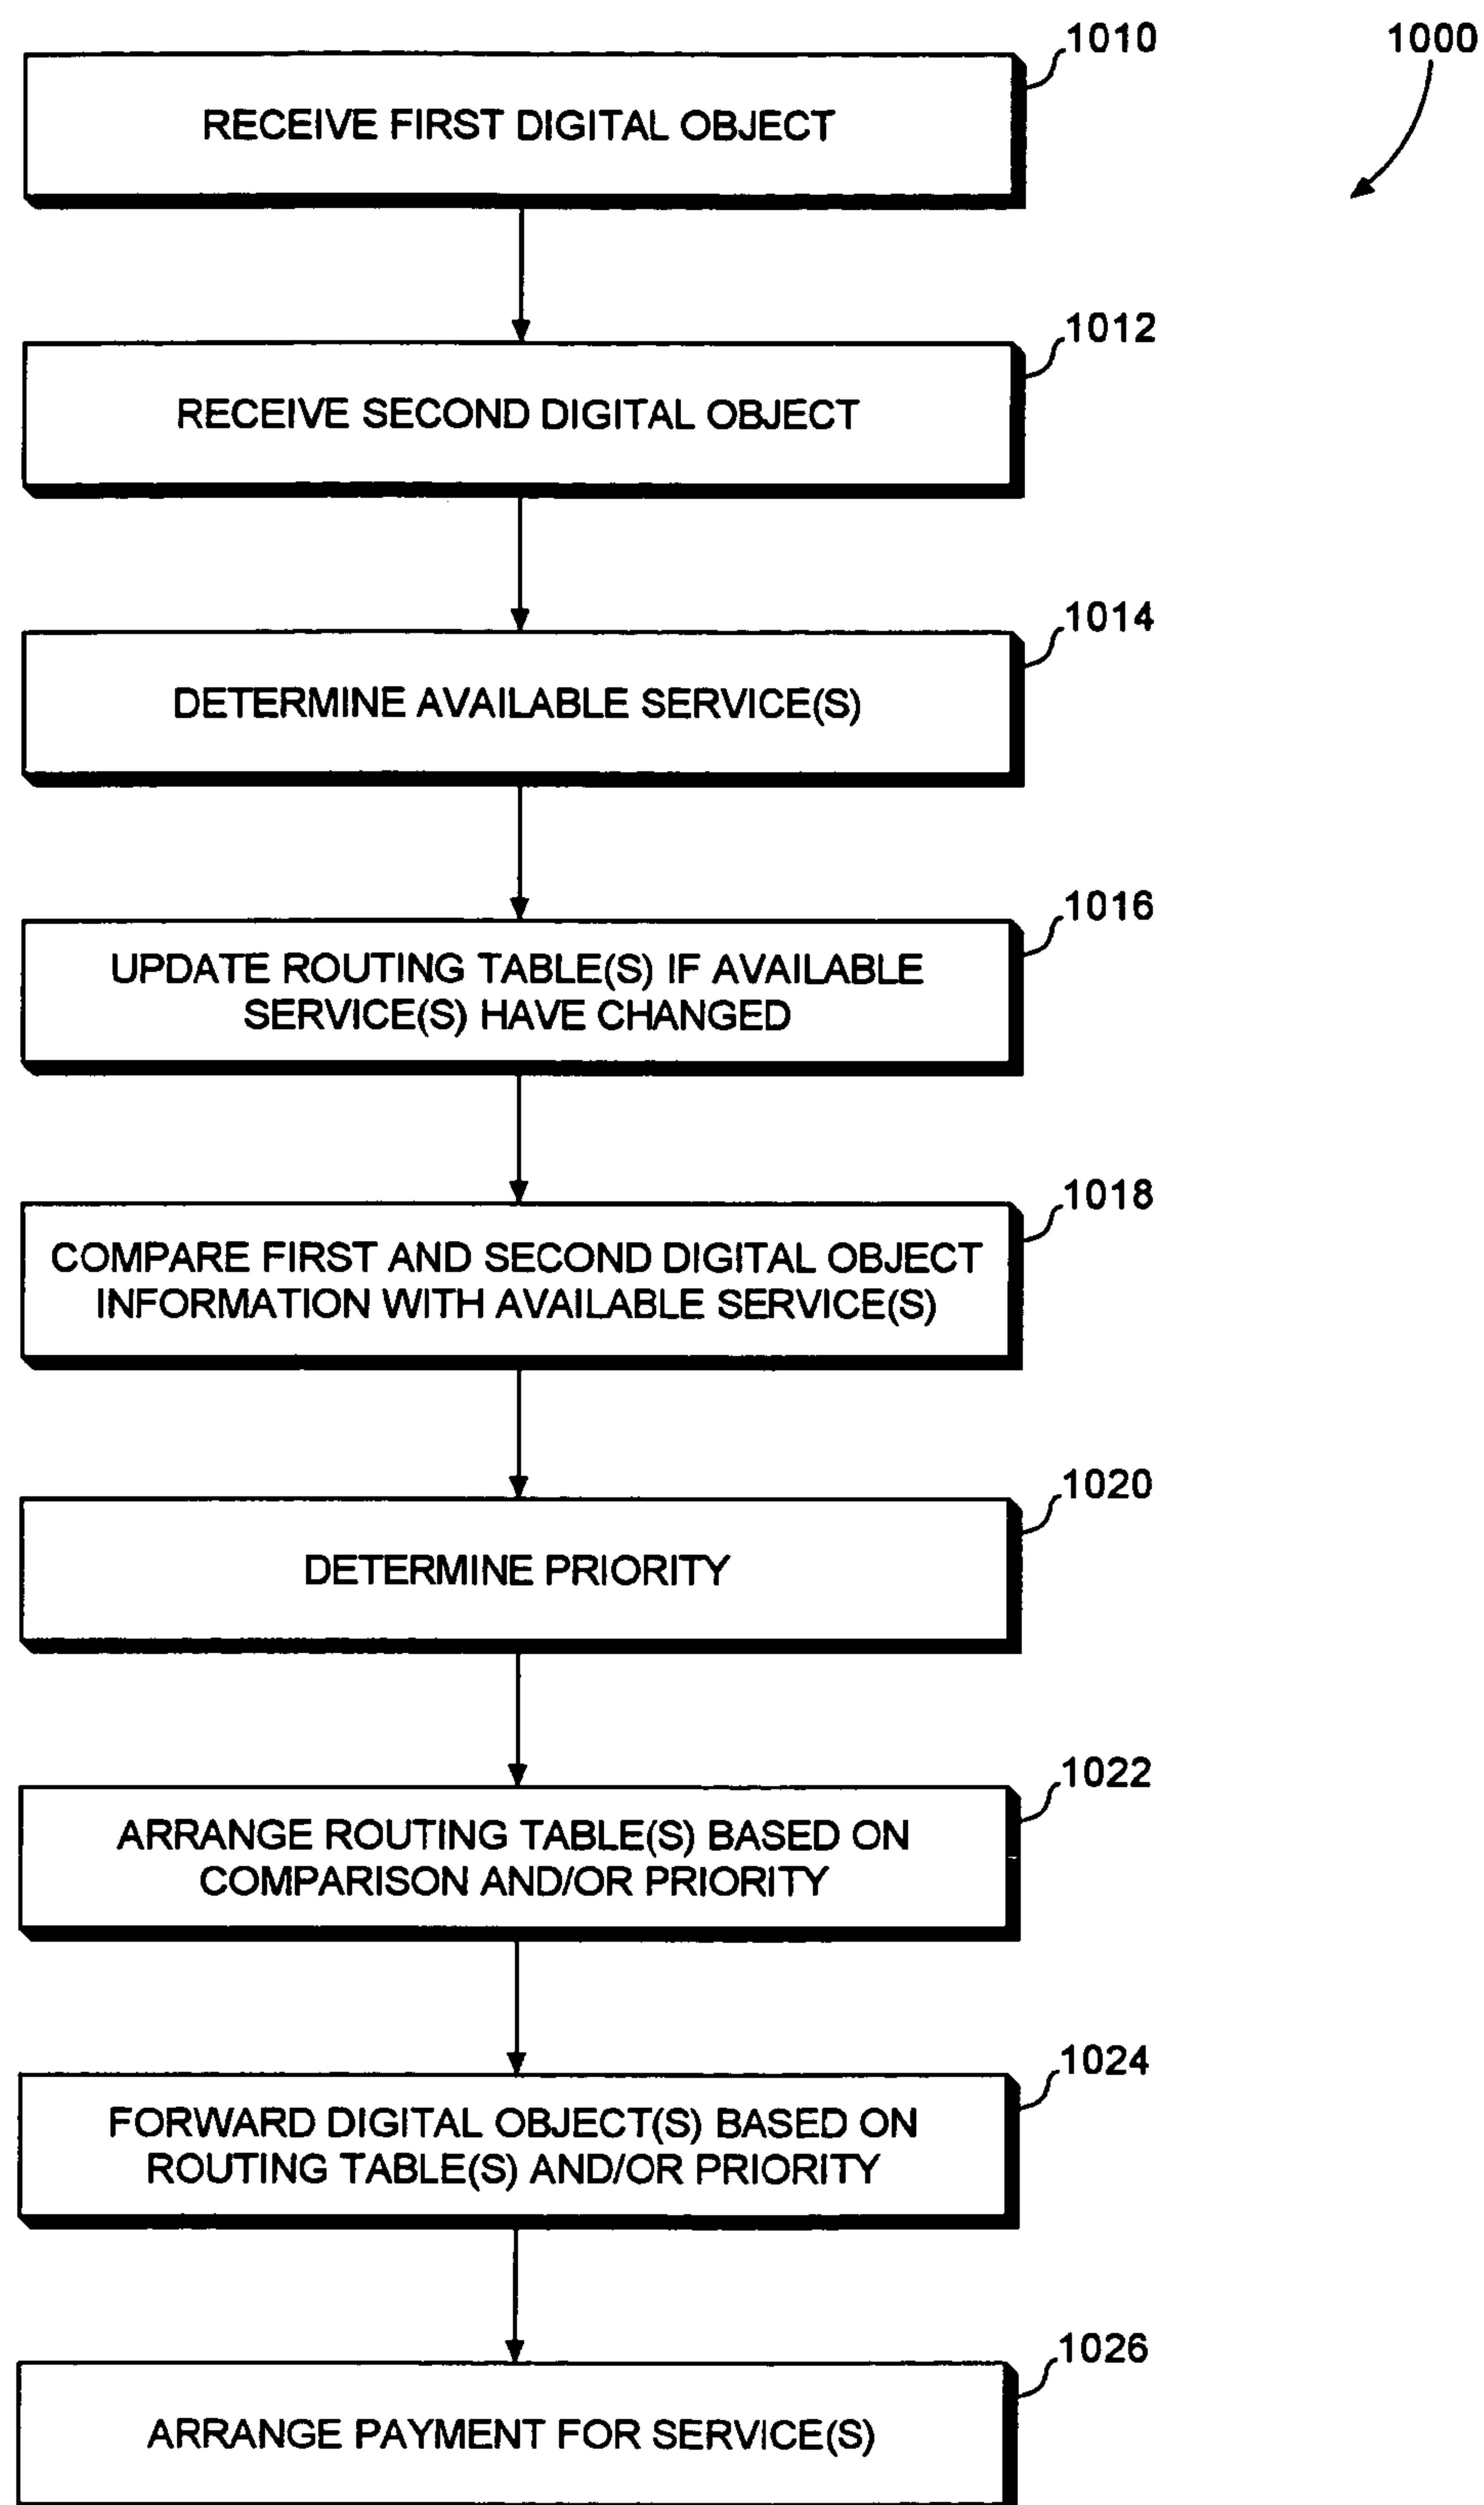 1010
1000
RECEIVE FIRST DIGITAL OBJECT
1012
RECEIVE SECOND DIGITAL OBJECT
1014
DETERMINE AVAILABLE SERVICE(S)
1016
UPDATE ROUTING TABLE(S) IF AVAILABLE
SERVICE(S) HAVE CHANGED
1018
COMPARE FIRST AND SECOND DIGITAL OBJECT
INFORMATION WITH AVAILABLE SERVICE(S)
1020
DETERMINE PRIORITY
1022
ARRANGE ROUTING TABLE(S) BASED ON
COMPARISON AND/OR PRIORITY
1024
FORWARD DIGITAL OBJECT(S) BASED ON
ROUTING TABLE(S) AND/OR PRIORITY
1026
ARRANGE PAYMENT FOR SERVICE(S)